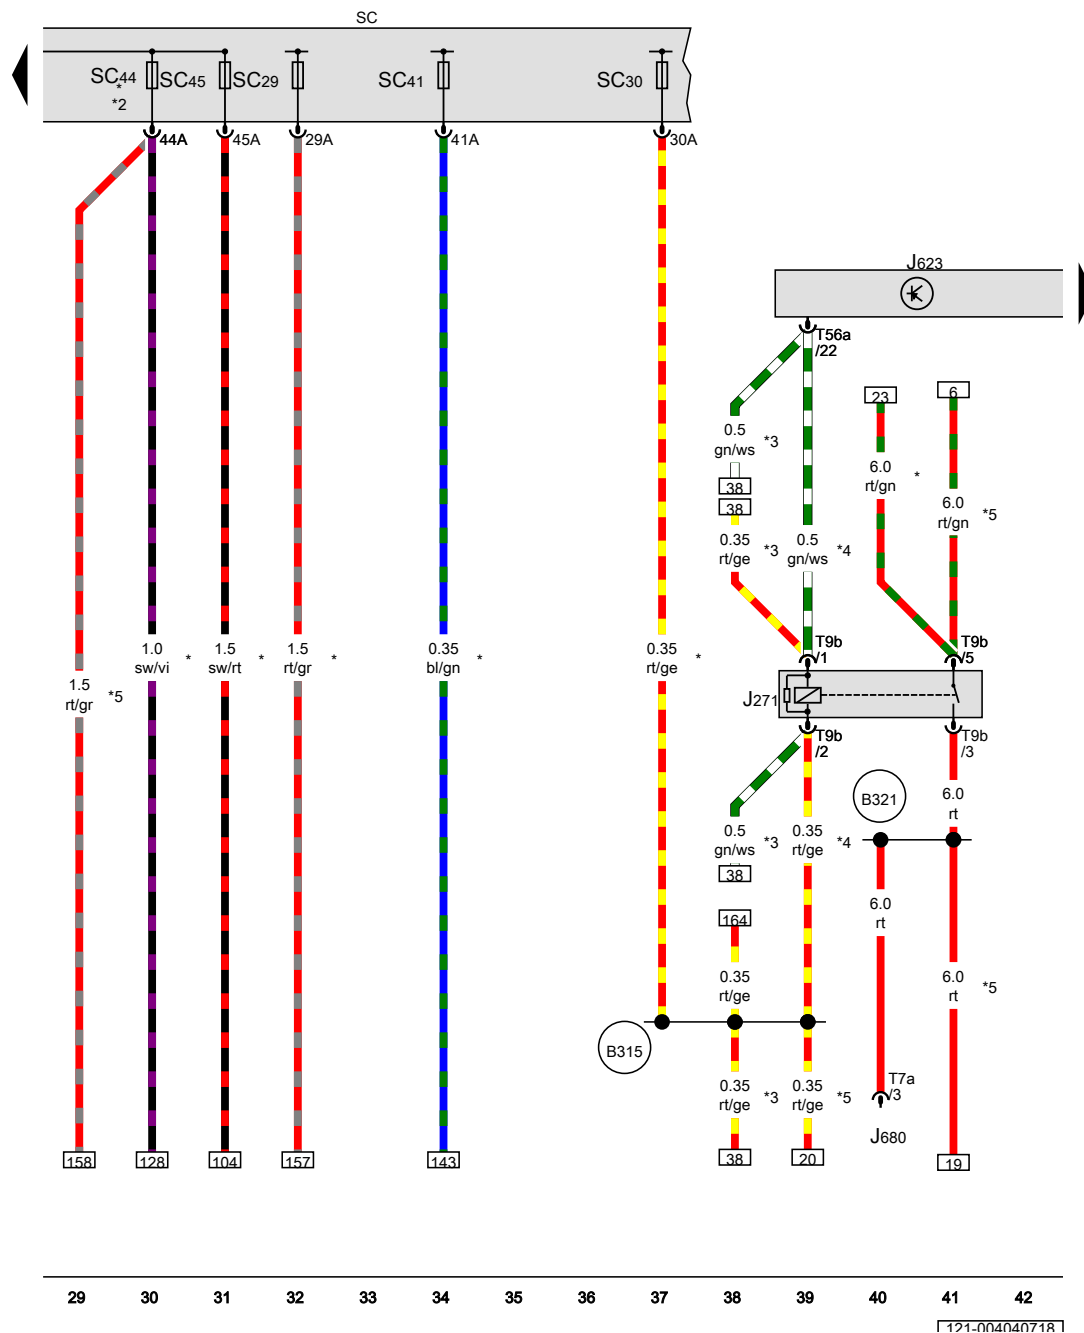 SC
SC44
*
*2
SC45
SC29
SC41
SC30
44A
45A
29A
41A
30A
J623
T56a
/22
23
6
0.5
gn/ws
*3
38
38
6.0
rt/gn
*
6.0
rt/gn
*5
0.35
rt/ge
*3
0.5
gn/ws
*4
T9b
/1
T9b
/5
1.5
rt/gr
*5
1.0
sw/vi
*
1.5
sw/rt
*
1.5
rt/gr
*
0.35
bl/gn
*
0.35
rt/ge
*
J271
T9b
/2
T9b
/3
B321
6.0
rt
0.5
gn/ws
*3
0.35
rt/ge
*4
38
164
6.0
rt
0.35
rt/ge
6.0
rt
*5
B315
0.35
rt/ge
*3
0.35
rt/ge
*5
T7a
/3
J680
158
128
104
157
143
38
20
19
29 30 31 32 33 34 35 36 37 38 39 40 41 42
121-004040718